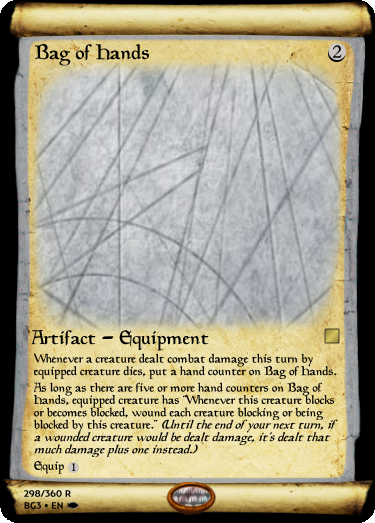 Bag of Hands 2
Artifact – Equipment
Whenever a creature dealt combat damage this turn by
equipped creature dies, put a hand counter on Bag of Hands.
As long as there are five or more hand counters on Bag of
Hands, equipped creature has "Whenever this creature blocks
or becomes blocked, wound each creature blocking or being
blocked by this creature." (Until the end of your next turn, if
a wounded creature would be dealt damage, it's dealt that
much damage plus one instead.)
Equip 1
298/360 R
BG3 • EN